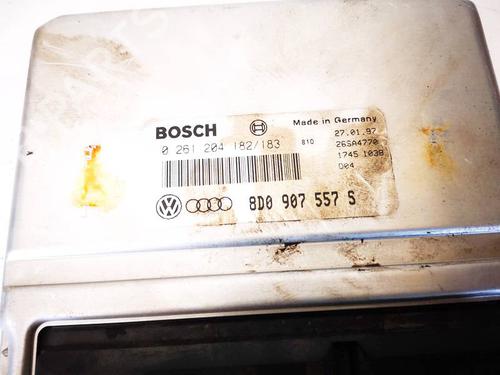 BOSCH
Made in Germany
0 261 204 182/183
810
27.01.97
26SA4770
1745 1038
D04
8D0 907 557 S